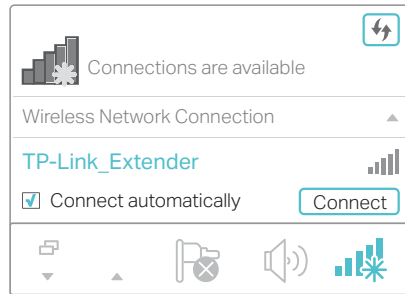 Connections are available
Wireless Network Connection
TP-Link_Extender
Connect automatically
Connect